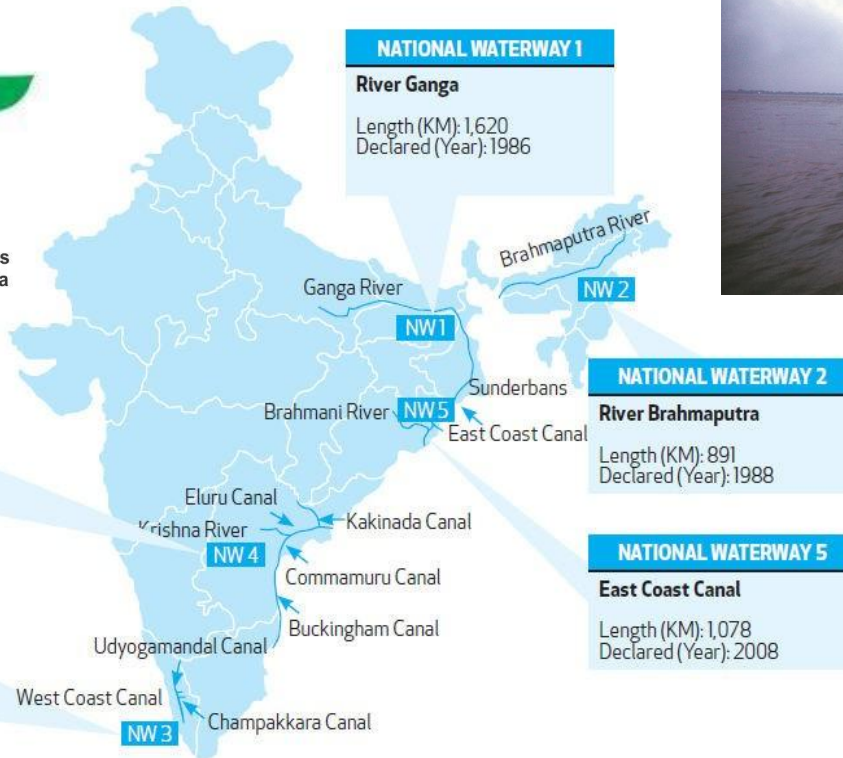 NATIONAL WATERWAY 1
River Ganga
Length (KM): 1,620
Declared (Year): 1986
s
a
Brahmaputra River
Ganga River
NW 2
NW 1
NATIONAL WATERWAY 2
River Brahmaputra
Length (KM): 891
Declared (Year): 1988
Sunderbans
Brahmani River
NW 5
East Coast Canal
Eluru Canal
Krishna River
Kakinada Canal
NW 4
Commamuru Canal
NATIONAL WATERWAY 5
East Coast Canal
Length (KM): 1,078
Declared (Year): 2008
Buckingham Canal
Udyogamandal Canal
West Coast Canal
Champakkara Canal
NW 3